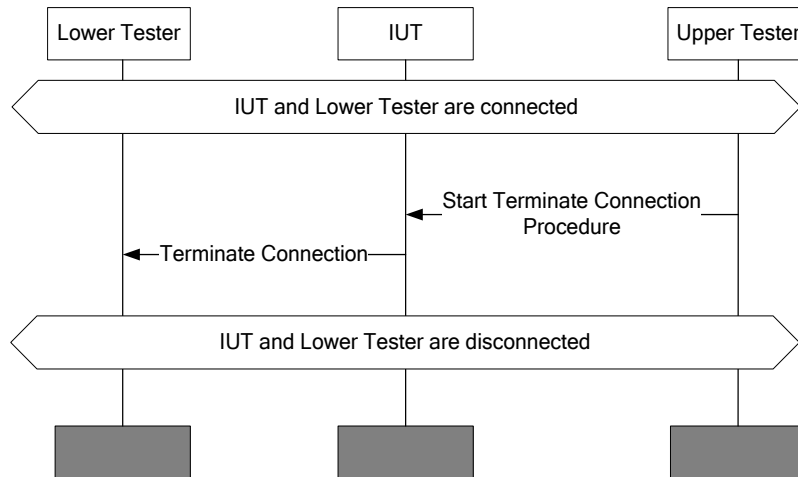 Lower Tester
IUT
Upper Tester
IUT and Lower Tester are connected
Start Terminate Connection
Procedure
Terminate Connection
IUT and Lower Tester are disconnected